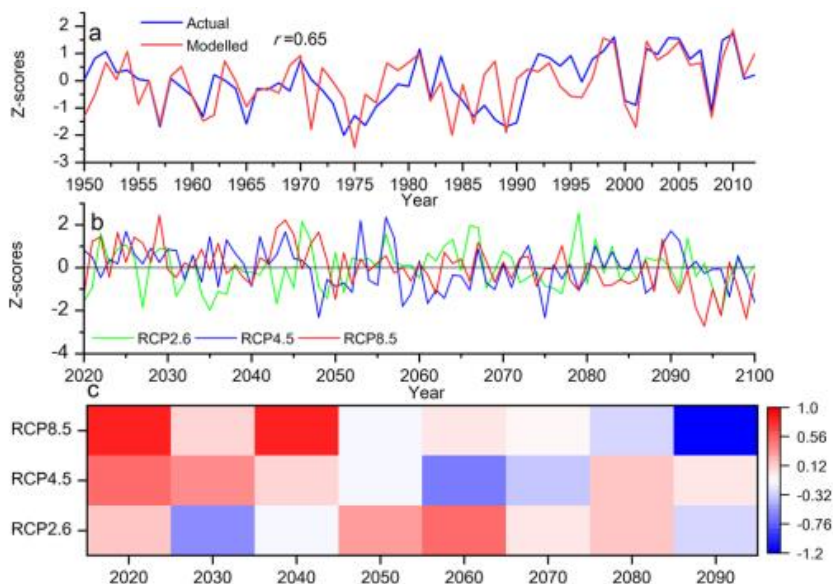 a
Actual
Modelled
r=0.65
Z-scores
2
1
0
-1
-2
-3
1950 1955 1960 1965 1970 1975 1980 1985 1990 1995 2000 2005 2010
Year
b
Z-scores
2
0
-2
-4
RCP2.6 RCP4.5 RCP8.5
2020 2030 2040 2050 2060 2070 2080 2090 2100
Year
c
RCP8.5
RCP4.5
RCP2.6
2020 2030 2040 2050 2060 2070 2080 2090
1.0
0.56
0.12
-0.32
-0.76
-1.2